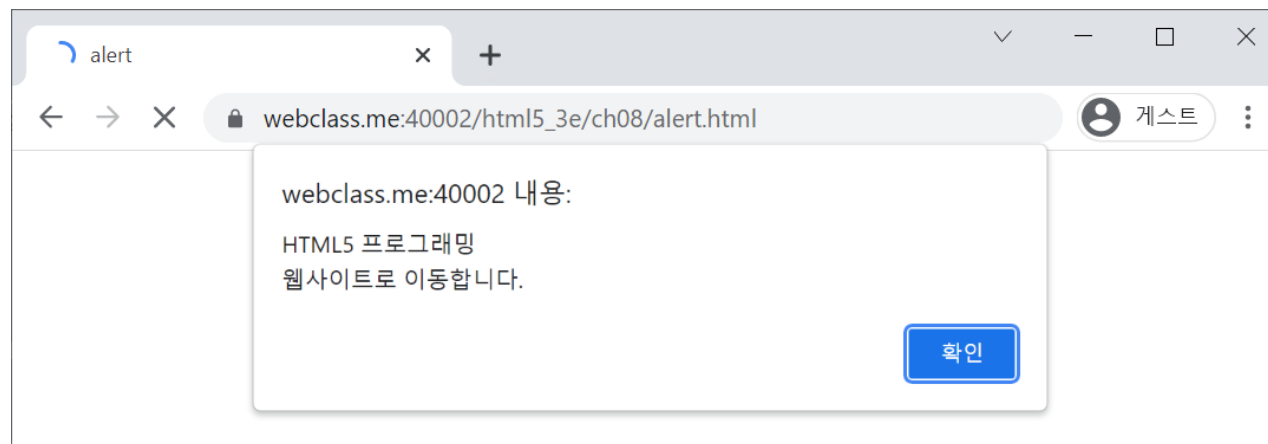 alert
webclass.me:40002/html5_3e/ch08/alert.html
게스트
webclass.me:40002 내용:
HTML5 프로그래밍
웹사이트로 이동합니다.
확인